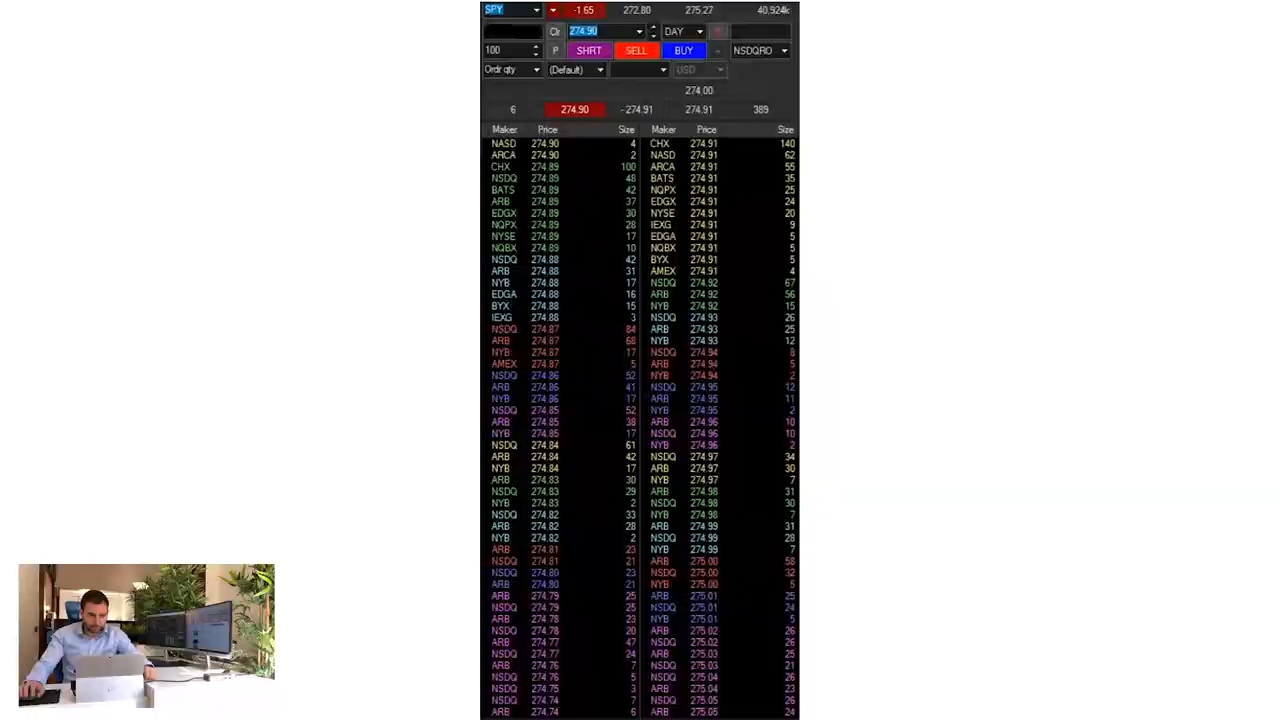 SPY -1.65 272.80 275.27 40,924k
Clr 274.90 DAY
100 P SHRT SELL BUY - NSDQRO
Ordr qty (Default) USD
274.00
6 274.90 - 274.91 274.91 389
Maker Price Size Maker Price Size
NASD 274.90 4 CHX 274.91 140
ARCA 274.90 2 NASD 274.91 62
CHX 274.89 100 ARCA 274.91 55
NSDQ 274.89 48 BATS 274.91 35
BATS 274.89 42 NQPX 274.91 25
ARB 274.89 37 EDGX 274.91 24
EDGX 274.89 30 NYSE 274.91 20
NQPX 274.89 28 IEXG 274.91 9
NYSE 274.89 17 EDGA 274.91 5
NQBX 274.89 10 NQBX 274.91 5
NSDQ 274.88 42 BYX 274.91 5
ARB 274.88 31 AMEX 274.91 4
NYB 274.88 17 NSDQ 274.92 67
EDGA 274.88 16 ARB 274.92 56
BYX 274.88 15 NYB 274.92 15
IEXG 274.88 3 NSDQ 274.93 26
NSDQ 274.87 84 ARB 274.93 25
ARB 274.87 68 NYB 274.93 12
NYB 274.87 17 NSDQ 274.94 8
AMEX 274.87 5 ARB 274.94 5
NSDQ 274.86 52 NYB 274.94 2
ARB 274.86 41 NSDQ 274.95 12
NYB 274.86 17 ARB 274.95 11
NSDQ 274.85 52 NYB 274.95 2
ARB 274.85 38 ARB 274.96 10
NYB 274.85 17 NSDQ 274.96 10
NSDQ 274.84 61 NYB 274.96 2
ARB 274.84 42 NSDQ 274.97 34
NYB 274.84 17 ARB 274.97 30
ARB 274.83 30 NYB 274.97 7
NSDQ 274.83 29 ARB 274.98 31
NYB 274.83 2 NSDQ 274.98 30
NSDQ 274.82 33 NYB 274.98 7
ARB 274.82 28 ARB 274.99 31
NYB 274.82 2 NSDQ 274.99 28
ARB 274.81 23 NYB 274.99 7
NSDQ 274.81 21 ARB 275.00 58
NSDQ 274.80 23 NSDQ 275.00 32
ARB 274.80 21 NYB 275.00 5
ARB 274.79 25 ARB 275.01 25
NSDQ 274.79 25 NSDQ 275.01 24
ARB 274.78 23 NYB 275.01 5
NSDQ 274.78 20 ARB 275.02 26
ARB 274.77 47 NSDQ 275.02 26
NSDQ 274.77 24 ARB 275.03 25
ARB 274.76 7 NSDQ 275.03 21
NSDQ 274.76 5 NSDQ 275.04 26
NSDQ 274.75 3 ARB 275.04 23
NSDQ 274.74 7 NSDQ 275.05 26
ARB 274.74 6 ARB 275.05 24